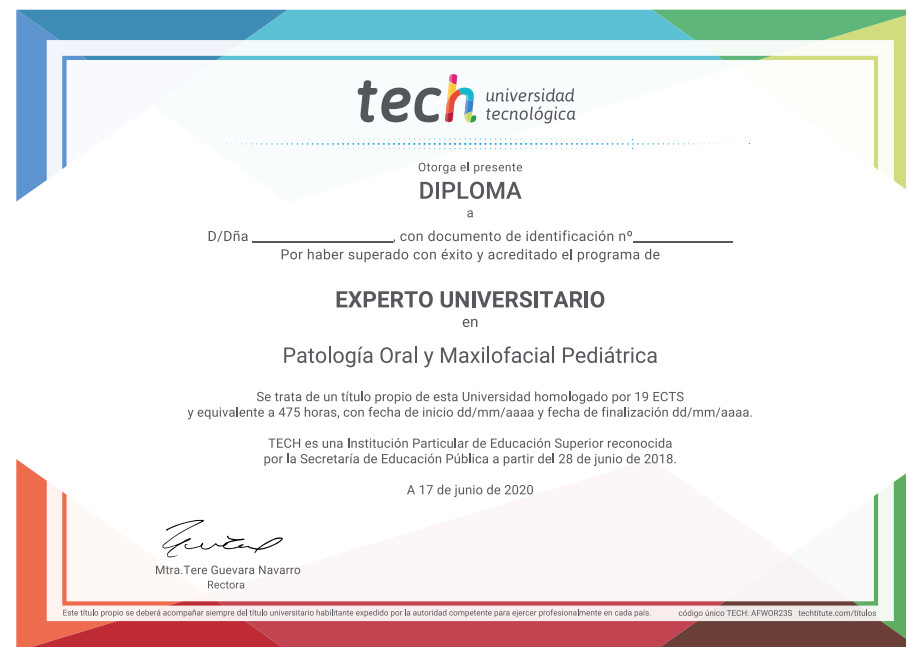 tech universidad
tecnológica
Otorga el presente
DIPLOMA
a
D/Dña ________________, con documento de identificación nº____________
Por haber superado con éxito y acreditado el programa de
EXPERTO UNIVERSITARIO
en
Patología Oral y Maxilofacial Pediátrica
Se trata de un título propio de esta Universidad homologado por 19 ECTS
y equivalente a 475 horas, con fecha de inicio dd/mm/aaaa y fecha de finalización dd/mm/aaaa.
TECH es una Institución Particular de Educación Superior reconocida
por la Secretaría de Educación Pública a partir del 28 de junio de 2018.
A 17 de junio de 2020
Mtra.Tere Guevara Navarro
Rectora
Este título propio se deberá acompañar siempre del título universitario habilitante expedido por la autoridad competente para ejercer profesionalmente en cada país. código único TECH: AFWOR23S techtitute.com/titulos